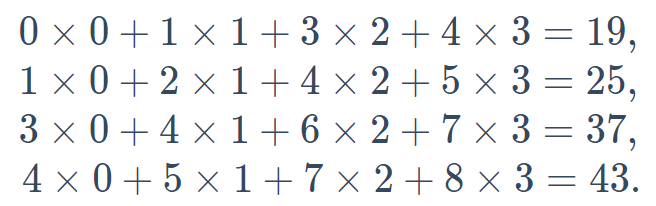 0 × 0 + 1 × 1 + 3 × 2 + 4 × 3 = 19,
1 × 0 + 2 × 1 + 4 × 2 + 5 × 3 = 25,
3 × 0 + 4 × 1 + 6 × 2 + 7 × 3 = 37,
4 × 0 + 5 × 1 + 7 × 2 + 8 × 3 = 43.